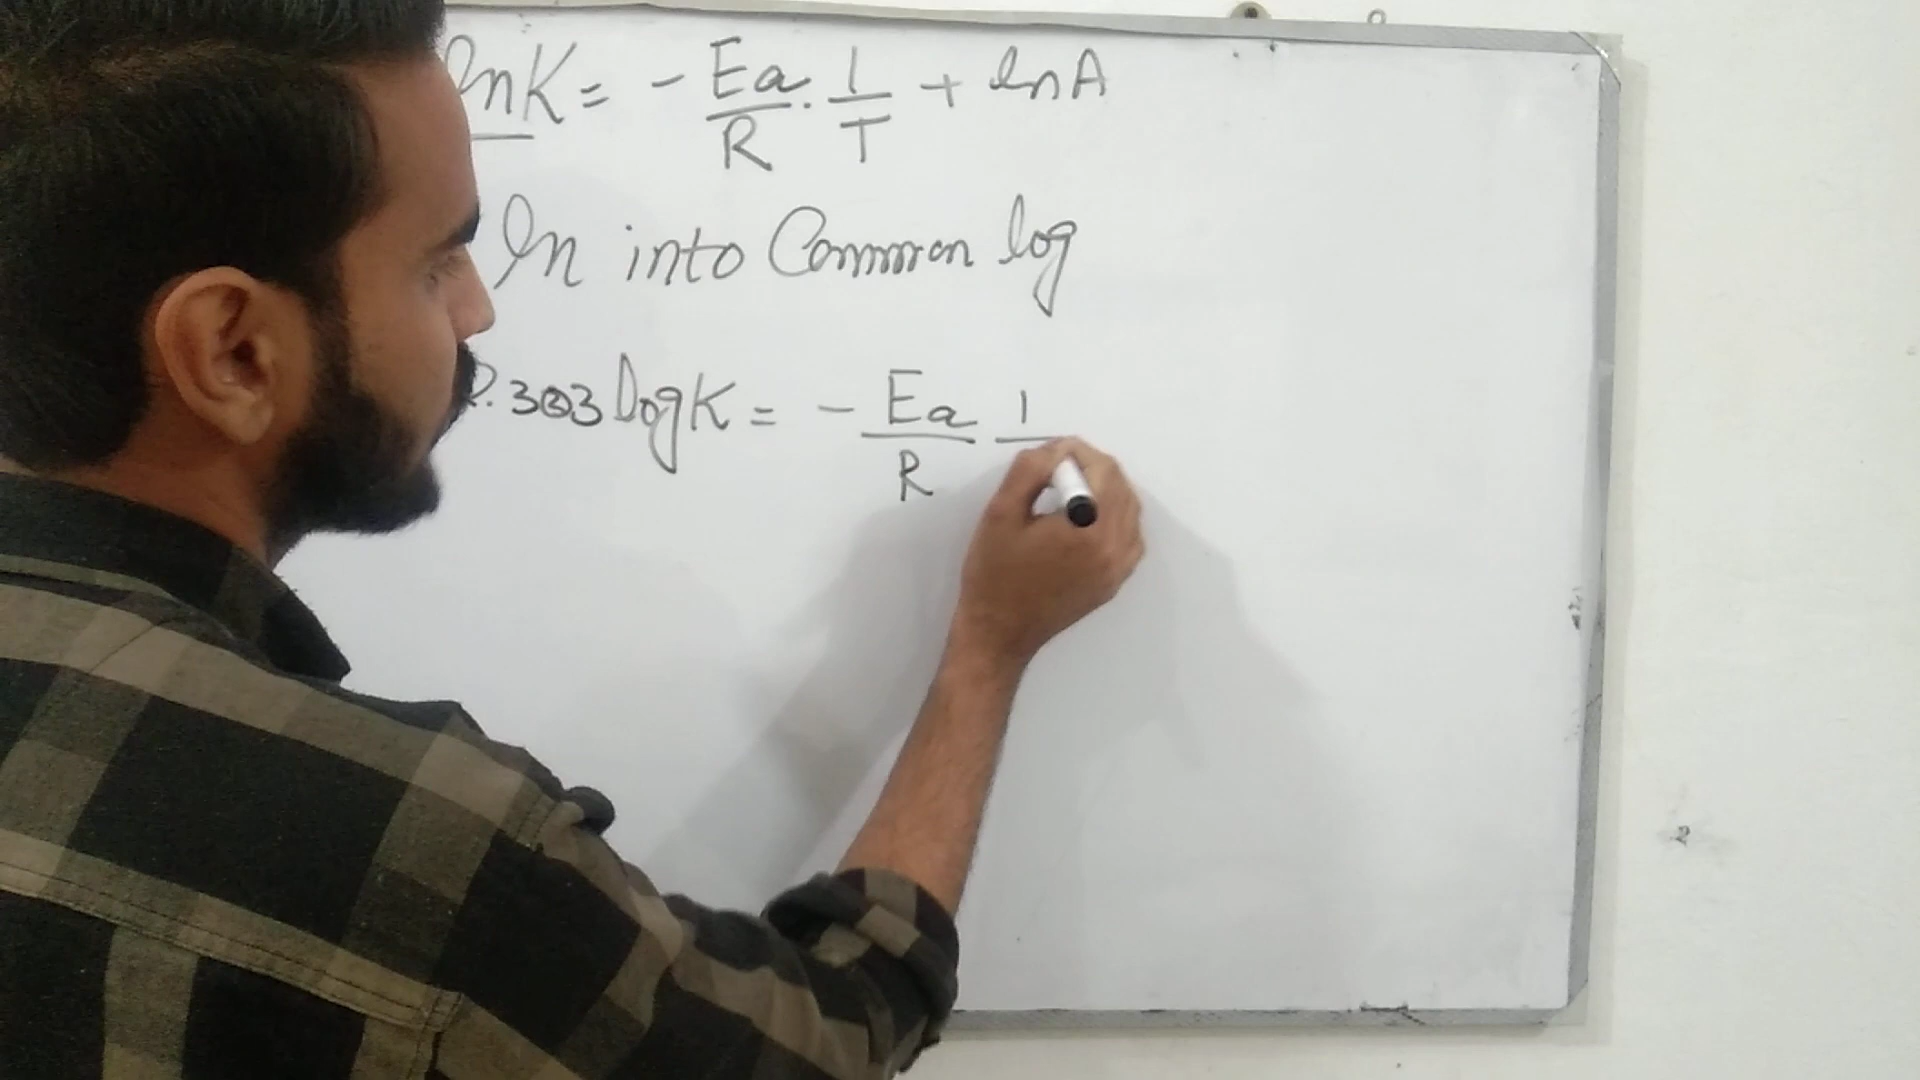 lnK = - Ea/R . 1/T + lnA
ln into Common log
2.303 logK = - Ea/R 1